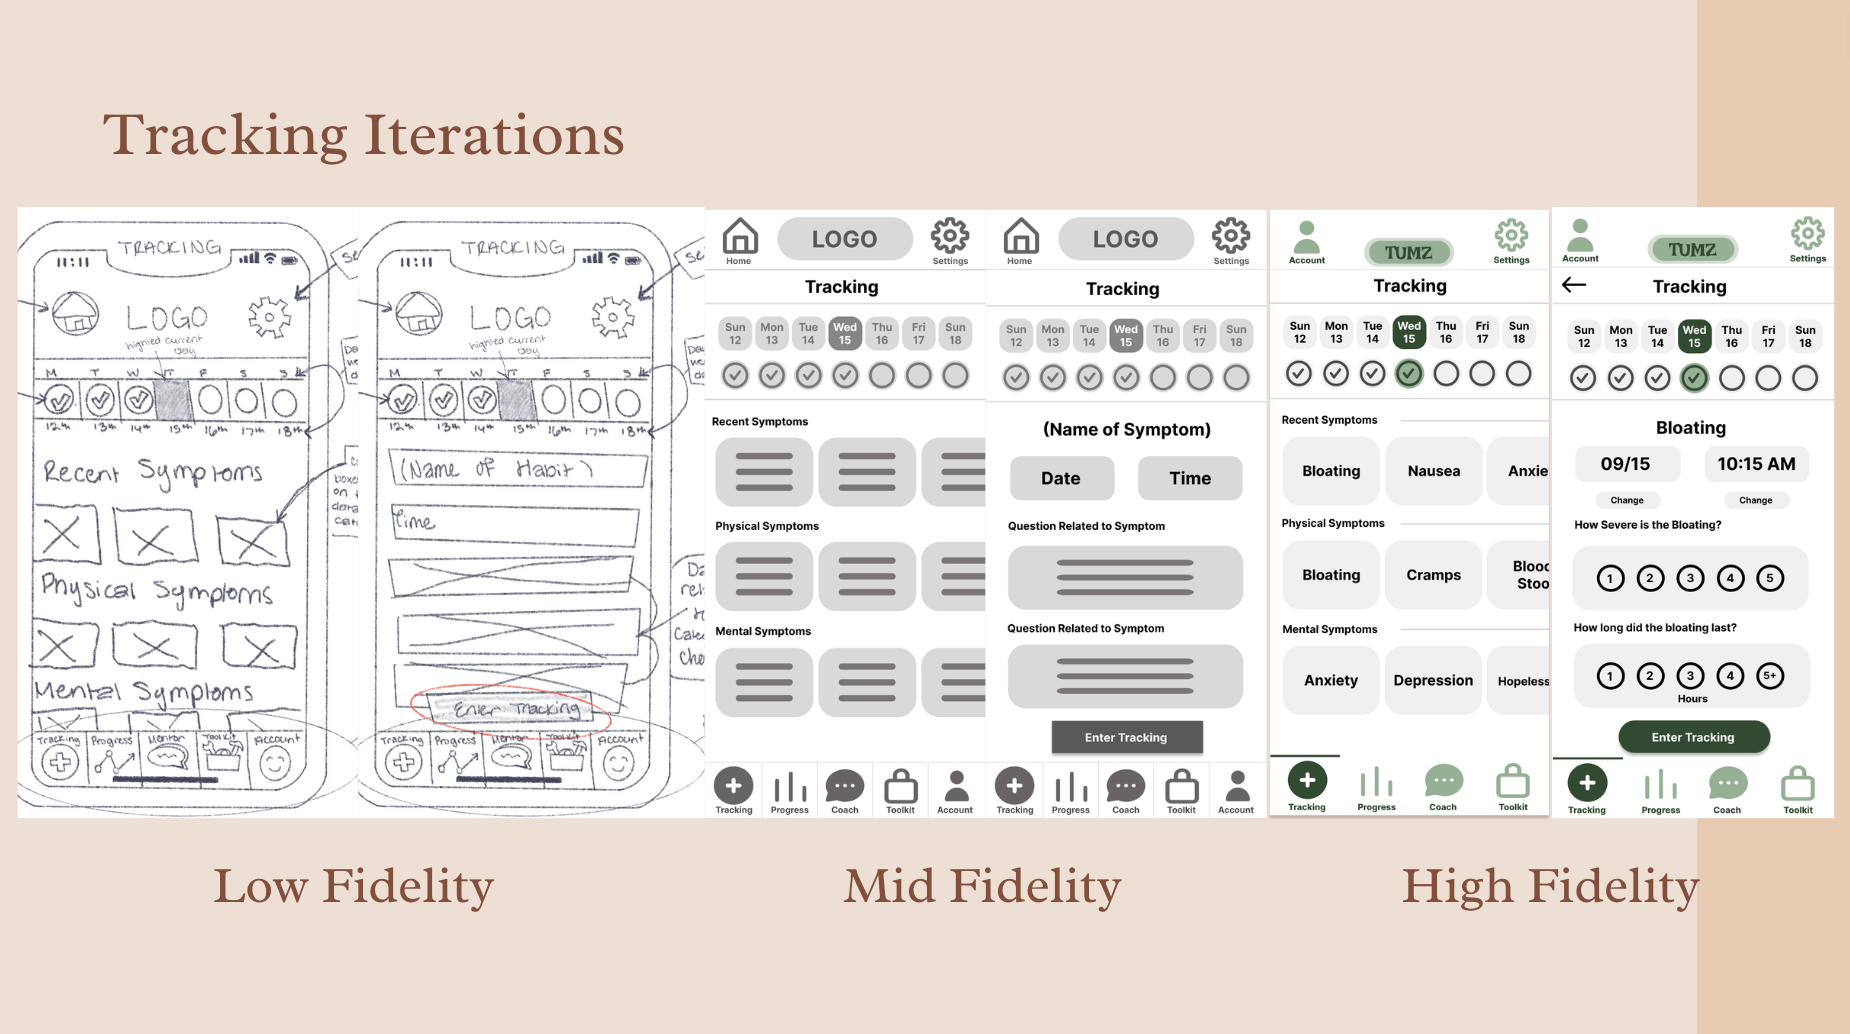 Tracking Iterations
TRACKING
11:11
LOGO
highted current
Day
M T W T F S S
12th 13th 14th 15th 16th 17th 18th
Recent Symptoms
Physical Symptoms
Mental Symptoms
Tracking Progress Mentor Toolkit Account
TRACKING
11:11
LOGO
highted current
Day
M T W T F S S
12th 13th 14th 15th 16th 17th 18th
(Name of Habit)
Time
Enter Tracking
Tracking Progress Mentor Toolkit Account
LOGO
Home Settings
Tracking
Sun Mon Tue Wed Thu Fri Sun
12 13 14 15 16 17 18
Recent Symptoms
Physical Symptoms
Mental Symptoms
Tracking Progress Coach Toolkit Account
LOGO
Home Settings
Tracking
Sun Mon Tue Wed Thu Fri Sun
12 13 14 15 16 17 18
(Name of Symptom)
Date Time
Question Related to Symptom
Question Related to Symptom
Enter Tracking
Tracking Progress Coach Toolkit Account
TUMZ
Account Settings
Tracking
Sun Mon Tue Wed Thu Fri Sun
12 13 14 15 16 17 18
Recent Symptoms
Bloating Nausea Anxie
Physical Symptoms
Bloating Cramps Blood
Stoo
Mental Symptoms
Anxiety Depression Hopeless
Tracking Progress Coach Toolkit
TUMZ
Account Settings
Tracking
Sun Mon Tue Wed Thu Fri Sun
12 13 14 15 16 17 18
Bloating
09/15 10:15 AM
Change Change
How Severe is the Bloating?
1 2 3 4 5
How long did the bloating last?
1 2 3 4 5+
Hours
Enter Tracking
Tracking Progress Coach Toolkit
Low Fidelity
Mid Fidelity
High Fidelity